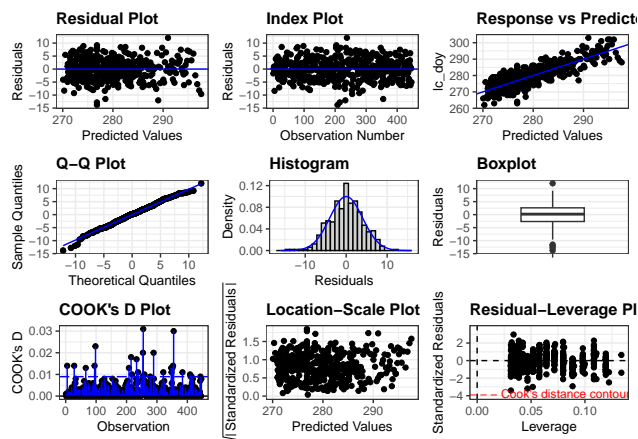 Residual Plot
Residuals
10
5
0
−5
−10
−15
270
280
290
Predicted Values
Index Plot
Residuals
10
5
0
−5
−10
−15
0
100
200
300
400
Observation Number
Response vs Predicte
lc_doy
300
290
280
270
260
270
280
290
Predicted Values
Q−Q Plot
Sample Quantiles
10
5
0
−5
−10
−15
−10
−5
0
5
10
Theoretical Quantiles
Histogram
Density
0.12
0.08
0.04
0.00
−10
0
10
Residuals
Boxplot
Residuals
10
5
0
−5
−10
−15
COOK's D Plot
COOK's D
0.03
0.02
0.01
0.00
0
100
200
300
400
Observation
Location−Scale Plot
√|Standardized Residuals|
1.5
1.0
0.5
0.0
270
280
290
Predicted Values
Residual−Leverage Pl
Standardized Residuals
2
0
−2
−4
Cook's distance contour
0.00
0.05
0.10
0.15
Leverage